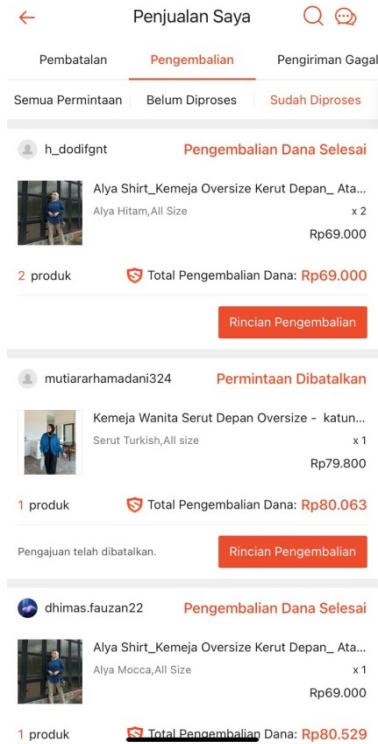 Penjualan Saya
Pembatalan Pengembalian Pengiriman Gagal
Semua Permintaan Belum Diproses Sudah Diproses
h_dodifgnt Pengembalian Dana Selesai
Alya Shirt_Kemeja Oversize Kerut Depan_ Ata...
Alya Hitam,All Size x 2
Rp69.000
2 produk Total Pengembalian Dana: Rp69.000
Rincian Pengembalian
mutiararhamadani324 Permintaan Dibatalkan
Kemeja Wanita Serut Depan Oversize - katun...
Serut Turkish,All size x 1
Rp79.800
1 produk Total Pengembalian Dana: Rp80.063
Pengajuan telah dibatalkan. Rincian Pengembalian
dhimas.fauzan22 Pengembalian Dana Selesai
Alya Shirt_Kemeja Oversize Kerut Depan_ Ata...
Alya Mocca,All Size x 1
Rp69.000
1 produk Total Pengembalian Dana: Rp80.529